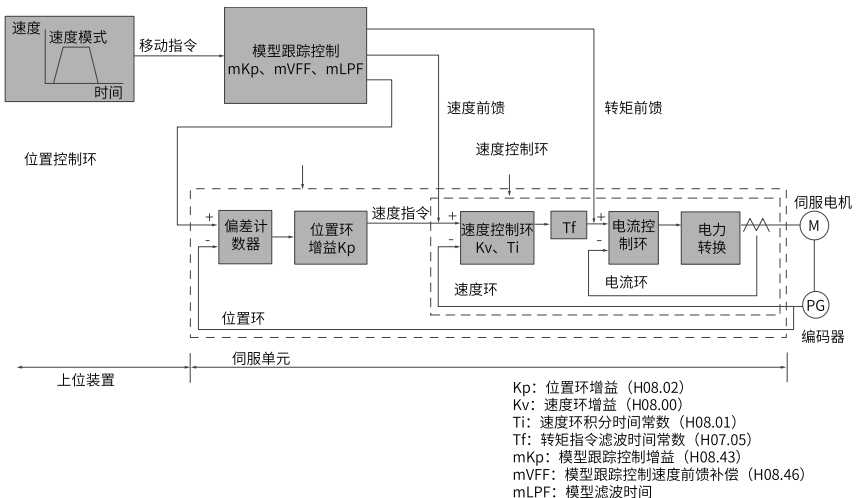 速度
速度模式
时间
移动指令
模型跟踪控制
mKp、mVFF、mLPF
速度前馈
转矩前馈
位置控制环
速度控制环
+
-
偏差计
数器
位置环
增益Kp
速度指令
+
-
速度控制环
Kv、Ti
Tf
+
-
电流控
制环
电力
转换
伺服电机
M
速度环
电流环
PG
位置环
编码器
伺服单元
上位装置
Kp：位置环增益（H08.02）
Kv：速度环增益（H08.00）
Ti：速度环积分时间常数（H08.01）
Tf：转矩指令滤波时间常数（H07.05）
mKp：模型跟踪控制增益（H08.43）
mVFF：模型跟踪控制速度前馈补偿（H08.46）
mLPF：模型滤波时间